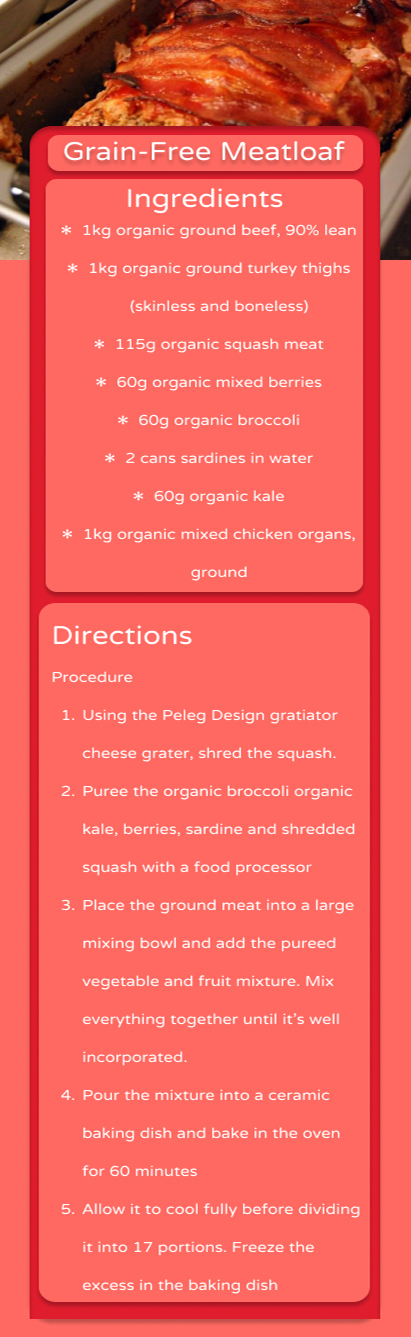 Grain-Free Meatloaf
Ingredients
* 1kg organic ground beef, 90% lean
* 1kg organic ground turkey thighs
(skinless and boneless)
* 115g organic squash meat
* 60g organic mixed berries
* 60g organic broccoli
* 2 cans sardines in water
* 60g organic kale
* 1kg organic mixed chicken organs,
ground
Directions
Procedure
1. Using the Peleg Design gratiator
cheese grater, shred the squash.
2. Puree the organic broccoli organic
kale, berries, sardine and shredded
squash with a food processor
3. Place the ground meat into a large
mixing bowl and add the pureed
vegetable and fruit mixture. Mix
everything together until it's well
incorporated.
4. Pour the mixture into a ceramic
baking dish and bake in the oven
for 60 minutes
5. Allow it to cool fully before dividing
it into 17 portions. Freeze the
excess in the baking dish